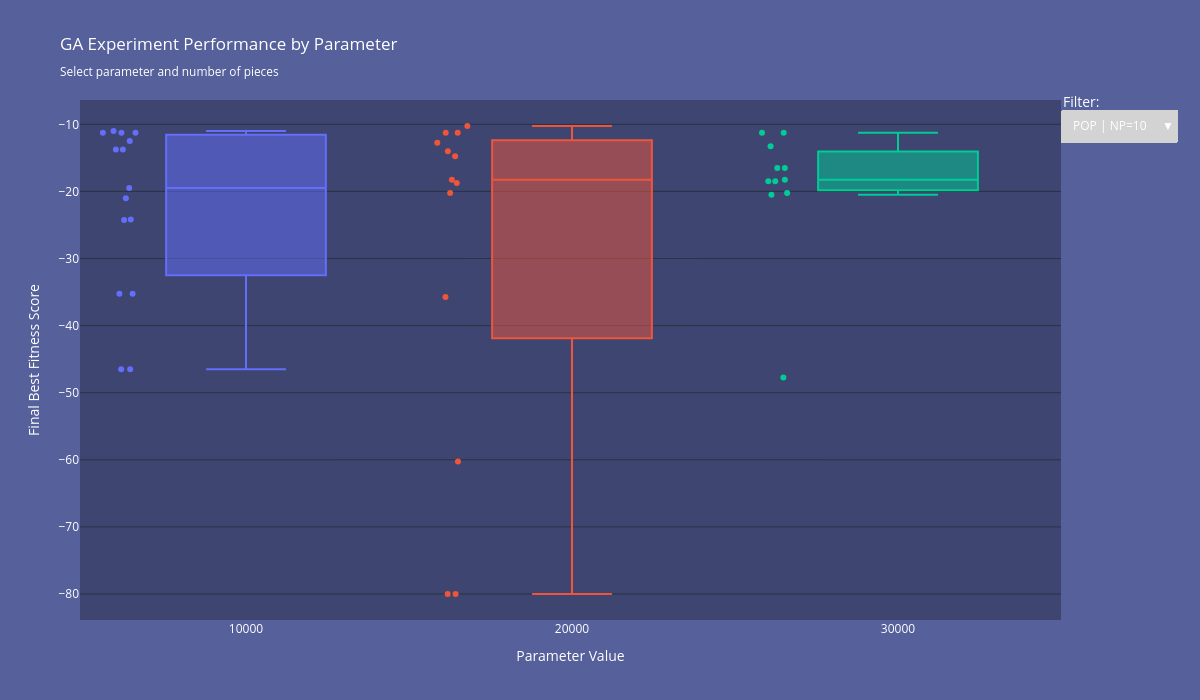 GA Experiment Performance by Parameter
Select parameter and number of pieces
Filter:
POP | NP=10 ▼
−10
−20
−30
−40
−50
−60
−70
−80
Final Best Fitness Score
10000 20000 30000
Parameter Value